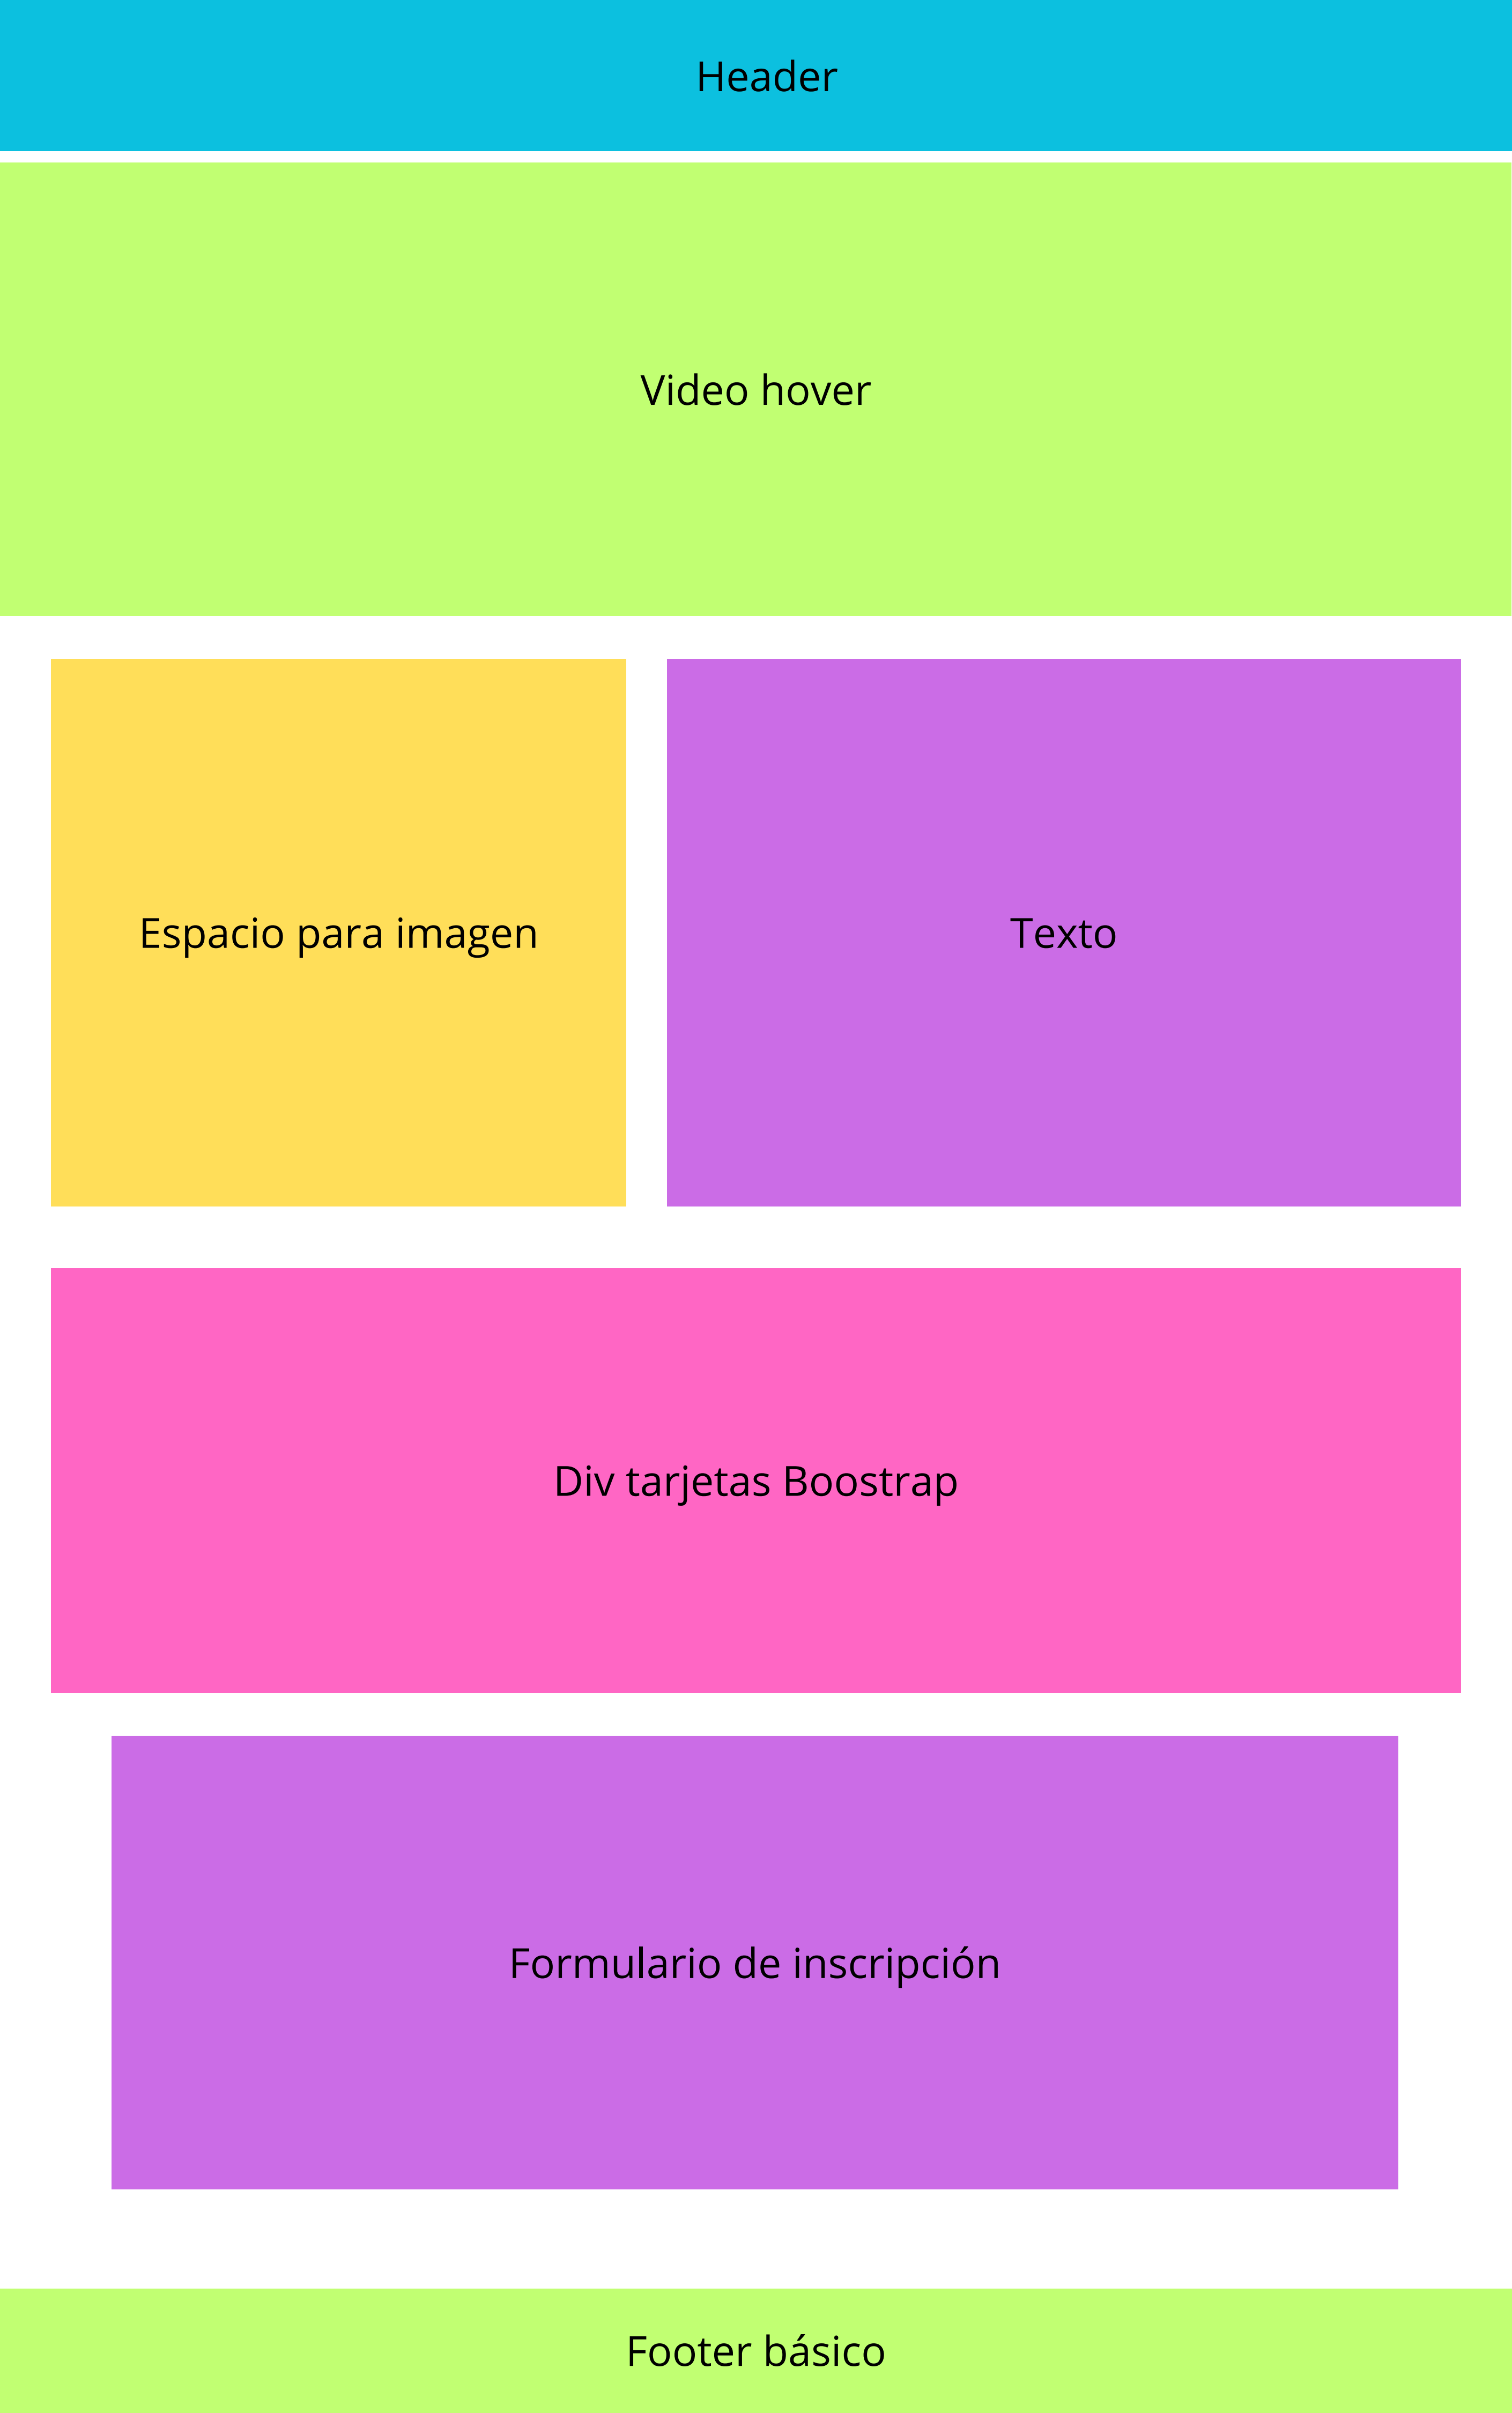 Header
Video hover
Espacio para imagen
Texto
Div tarjetas Boostrap
Formulario de inscripción
Footer básico